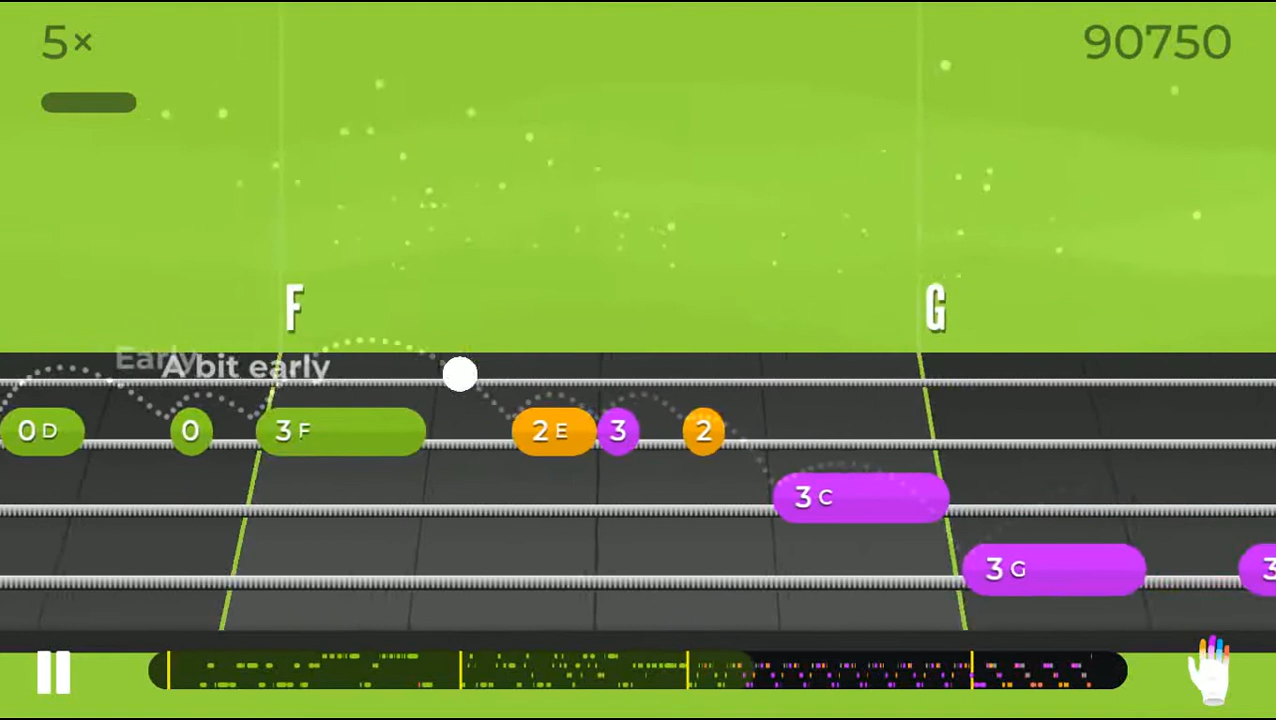 5× 90750
F G
Early A bit early
0 D 0 3 F 2 E 3 2
3 C
3 G 3